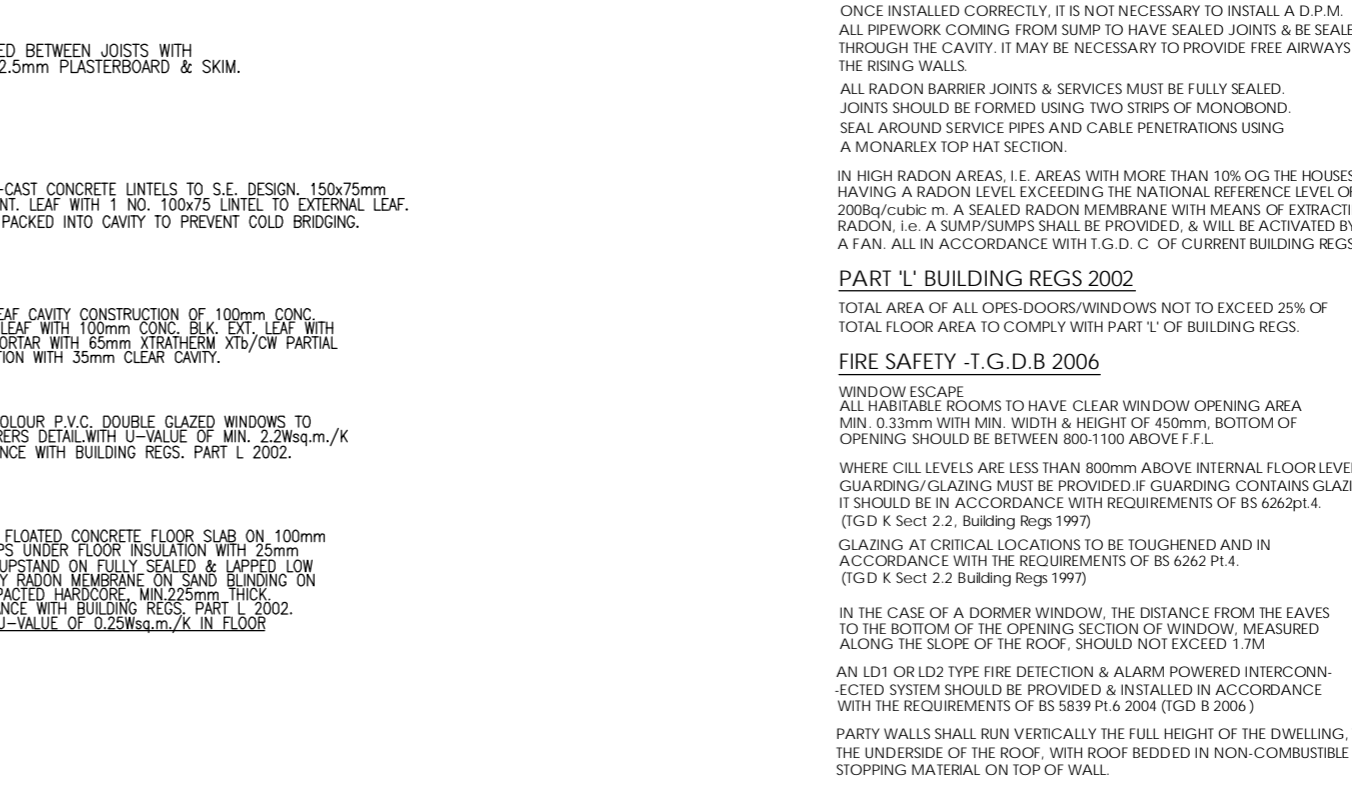 ED BETWEEN JOISTS WITH
2.5mm PLASTERBOARD & SKIM.
-CAST CONCRETE LINTELS TO S.E. DESIGN. 150x75mm
NT. LEAF WITH 1 NO. 100x75 LINTEL TO EXTERNAL LEAF.
PACKED INTO CAVITY TO PREVENT COLD BRIDGING.
EAF CAVITY CONSTRUCTION OF 100mm CONC.
LEAF WITH 100mm CONC. BLK. EXT. LEAF WITH
ORTAR WITH 65mm XTRATHERM XTb/CW PARTIAL
TION WITH 35mm CLEAR CAVITY.
OLOUR P.V.C. DOUBLE GLAZED WINDOWS TO
RERS DETAIL.WITH U-VALUE OF MIN. 2.2Wsq.m./K
NCE WITH BUILDING REGS. PART L 2002.
FLOATED CONCRETE FLOOR SLAB ON 100mm
PS UNDER FLOOR INSULATION WITH 25mm
UPSTAND ON FULLY SEALED & LAPPED LOW
Y RADON MEMBRANE ON SAND BLINDING ON
PACTED HARDCORE, MIN.225mm THICK.
ANCE WITH BUILDING REGS. PART L 2002.
U-VALUE OF 0.25Wsq.m./K IN FLOOR
ONCE INSTALLED CORRECTLY, IT IS NOT NECESSARY TO INSTALL A D.P.M.
ALL PIPEWORK COMING FROM SUMP TO HAVE SEALED JOINTS & BE SEALE
THROUGH THE CAVITY. IT MAY BE NECESSARY TO PROVIDE FREE AIRWAYS
THE RISING WALLS.
ALL RADON BARRIER JOINTS & SERVICES MUST BE FULLY SEALED.
JOINTS SHOULD BE FORMED USING TWO STRIPS OF MONOBOND.
SEAL AROUND SERVICE PIPES AND CABLE PENETRATIONS USING
A MONARLEX TOP HAT SECTION.
IN HIGH RADON AREAS, I.E. AREAS WITH MORE THAN 10% OG THE HOUSES
HAVING A RADON LEVEL EXCEEDING THE NATIONAL REFERENCE LEVEL OF
200Bq/cubic m. A SEALED RADON MEMBRANE WITH MEANS OF EXTRACTI
RADON, i.e. A SUMP/SUMPS SHALL BE PROVIDED, & WILL BE ACTIVATED BY
A FAN. ALL IN ACCORDANCE WITH T.G.D. C OF CURRENT BUILDING REGS
PART 'L' BUILDING REGS 2002
TOTAL AREA OF ALL OPES-DOORS/WINDOWS NOT TO EXCEED 25% OF
TOTAL FLOOR AREA TO COMPLY WITH PART 'L' OF BUILDING REGS.
FIRE SAFETY -T.G.D.B 2006
WINDOW ESCAPE
ALL HABITABLE ROOMS TO HAVE CLEAR WINDOW OPENING AREA
MIN. 0.33mm WITH MIN. WIDTH & HEIGHT OF 450mm, BOTTOM OF
OPENING SHOULD BE BETWEEN 800-1100 ABOVE F.F.L.
WHERE CILL LEVELS ARE LESS THAN 800mm ABOVE INTERNAL FLOOR LEVEL
GUARDING/GLAZING MUST BE PROVIDED.IF GUARDING CONTAINS GLAZI
IT SHOULD BE IN ACCORDANCE WITH REQUIREMENTS OF BS 6262pt.4.
(TGD K Sect 2.2, Building Regs 1997)
GLAZING AT CRITICAL LOCATIONS TO BE TOUGHENED AND IN
ACCORDANCE WITH THE REQUIREMENTS OF BS 6262 Pt.4.
(TGD K Sect 2.2 Building Regs 1997)
IN THE CASE OF A DORMER WINDOW, THE DISTANCE FROM THE EAVES
TO THE BOTTOM OF THE OPENING SECTION OF WINDOW, MEASURED
ALONG THE SLOPE OF THE ROOF, SHOULD NOT EXCEED 1.7M
AN LD1 OR LD2 TYPE FIRE DETECTION & ALARM POWERED INTERCONN-
-ECTED SYSTEM SHOULD BE PROVIDED & INSTALLED IN ACCORDANCE
WITH THE REQUIREMENTS OF BS 5839 Pt.6 2004 (TGD B 2006 )
PARTY WALLS SHALL RUN VERTICALLY THE FULL HEIGHT OF THE DWELLING,
THE UNDERSIDE OF THE ROOF, WITH ROOF BEDDED IN NON-COMBUSTIBLE
STOPPING MATERIAL ON TOP OF WALL.